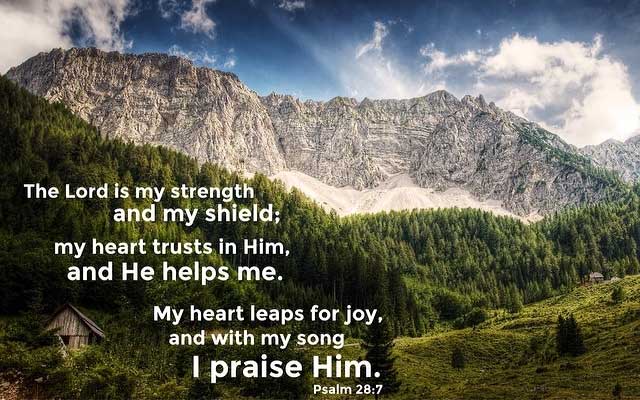 The Lord is my strength
and my shield;
my heart trusts in Him,
and He helps me.
My heart leaps for joy,
and with my song
I praise Him.
Psalm 28:7